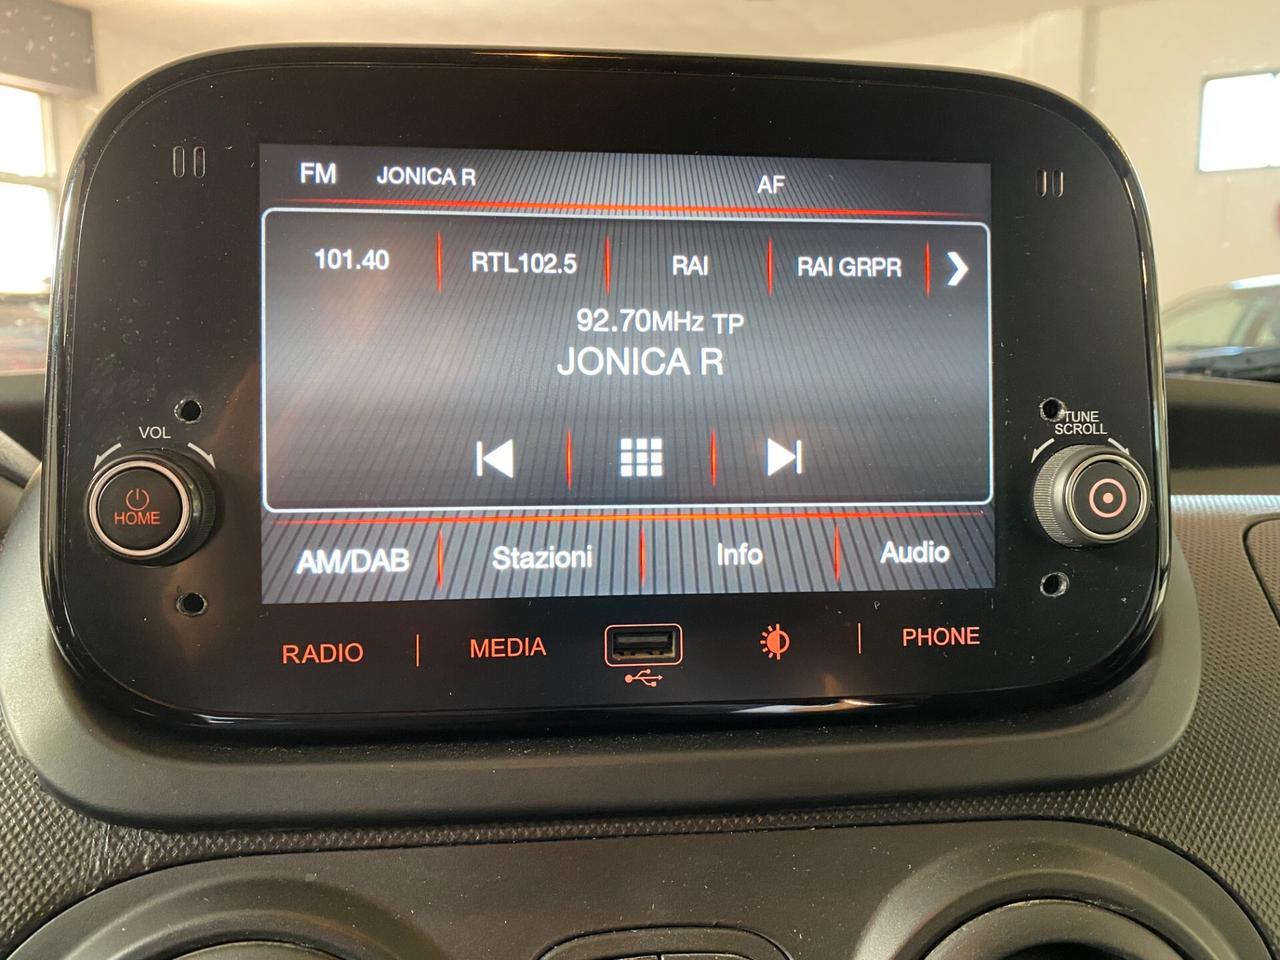 FM JONICA R AF
101.40 RTL102.5 RAI RAI GRPR
92.70MHz TP
JONICA R
VOL
TUNE
SCROLL
HOME
AM/DAB Stazioni Info Audio
RADIO MEDIA PHONE